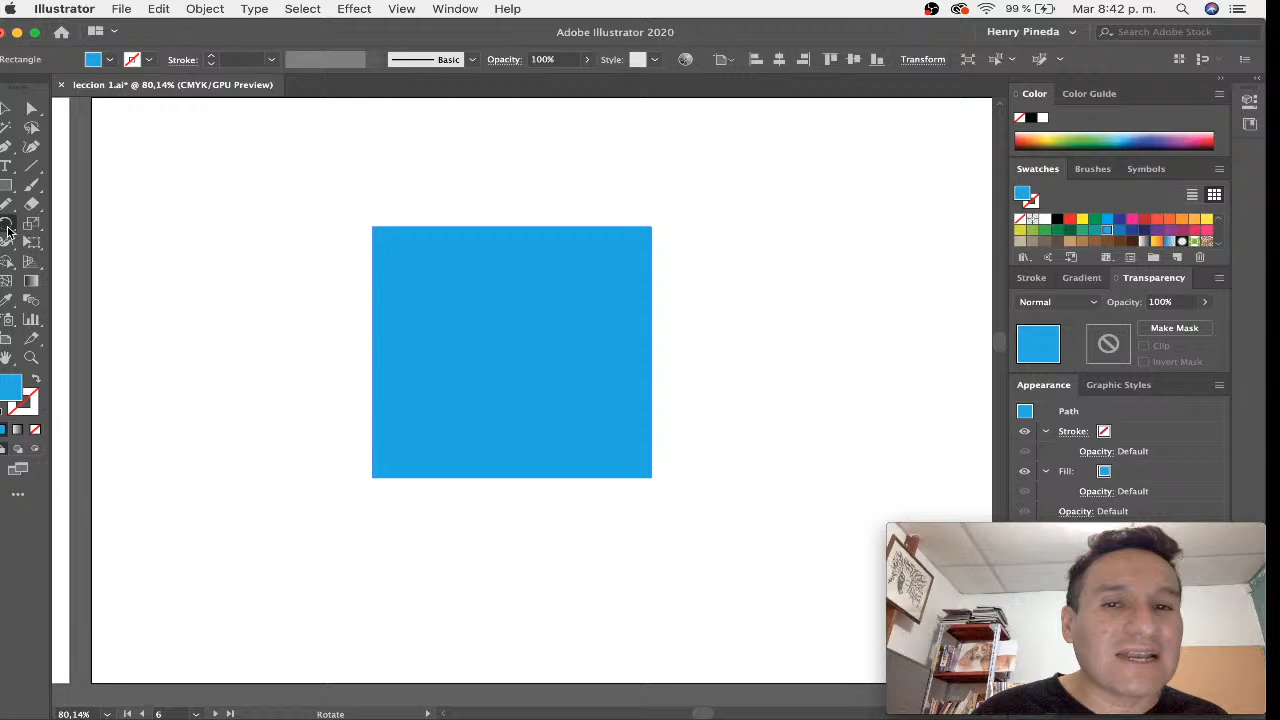 Illustrator File Edit Object Type Select Effect View Window Help 99 % Mar 8:42 p. m.
Adobe Illustrator 2020 Henry Pineda Search Adobe Stock
Rectangle Stroke: Basic Opacity: 100% Style: Transform
leccion 1.ai* @ 80,14% (CMYK/GPU Preview)
Color Color Guide
Swatches Brushes Symbols
Stroke Gradient Transparency
Normal Opacity: 100%
Make Mask
Clip
Invert Mask
Appearance Graphic Styles
Path
Stroke:
Opacity: Default
Fill:
Opacity: Default
Opacity: Default
80,14% 6 Rotate